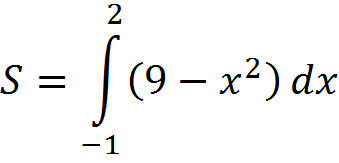 S = ∫_{-1}^{2} (9 − x²) dx